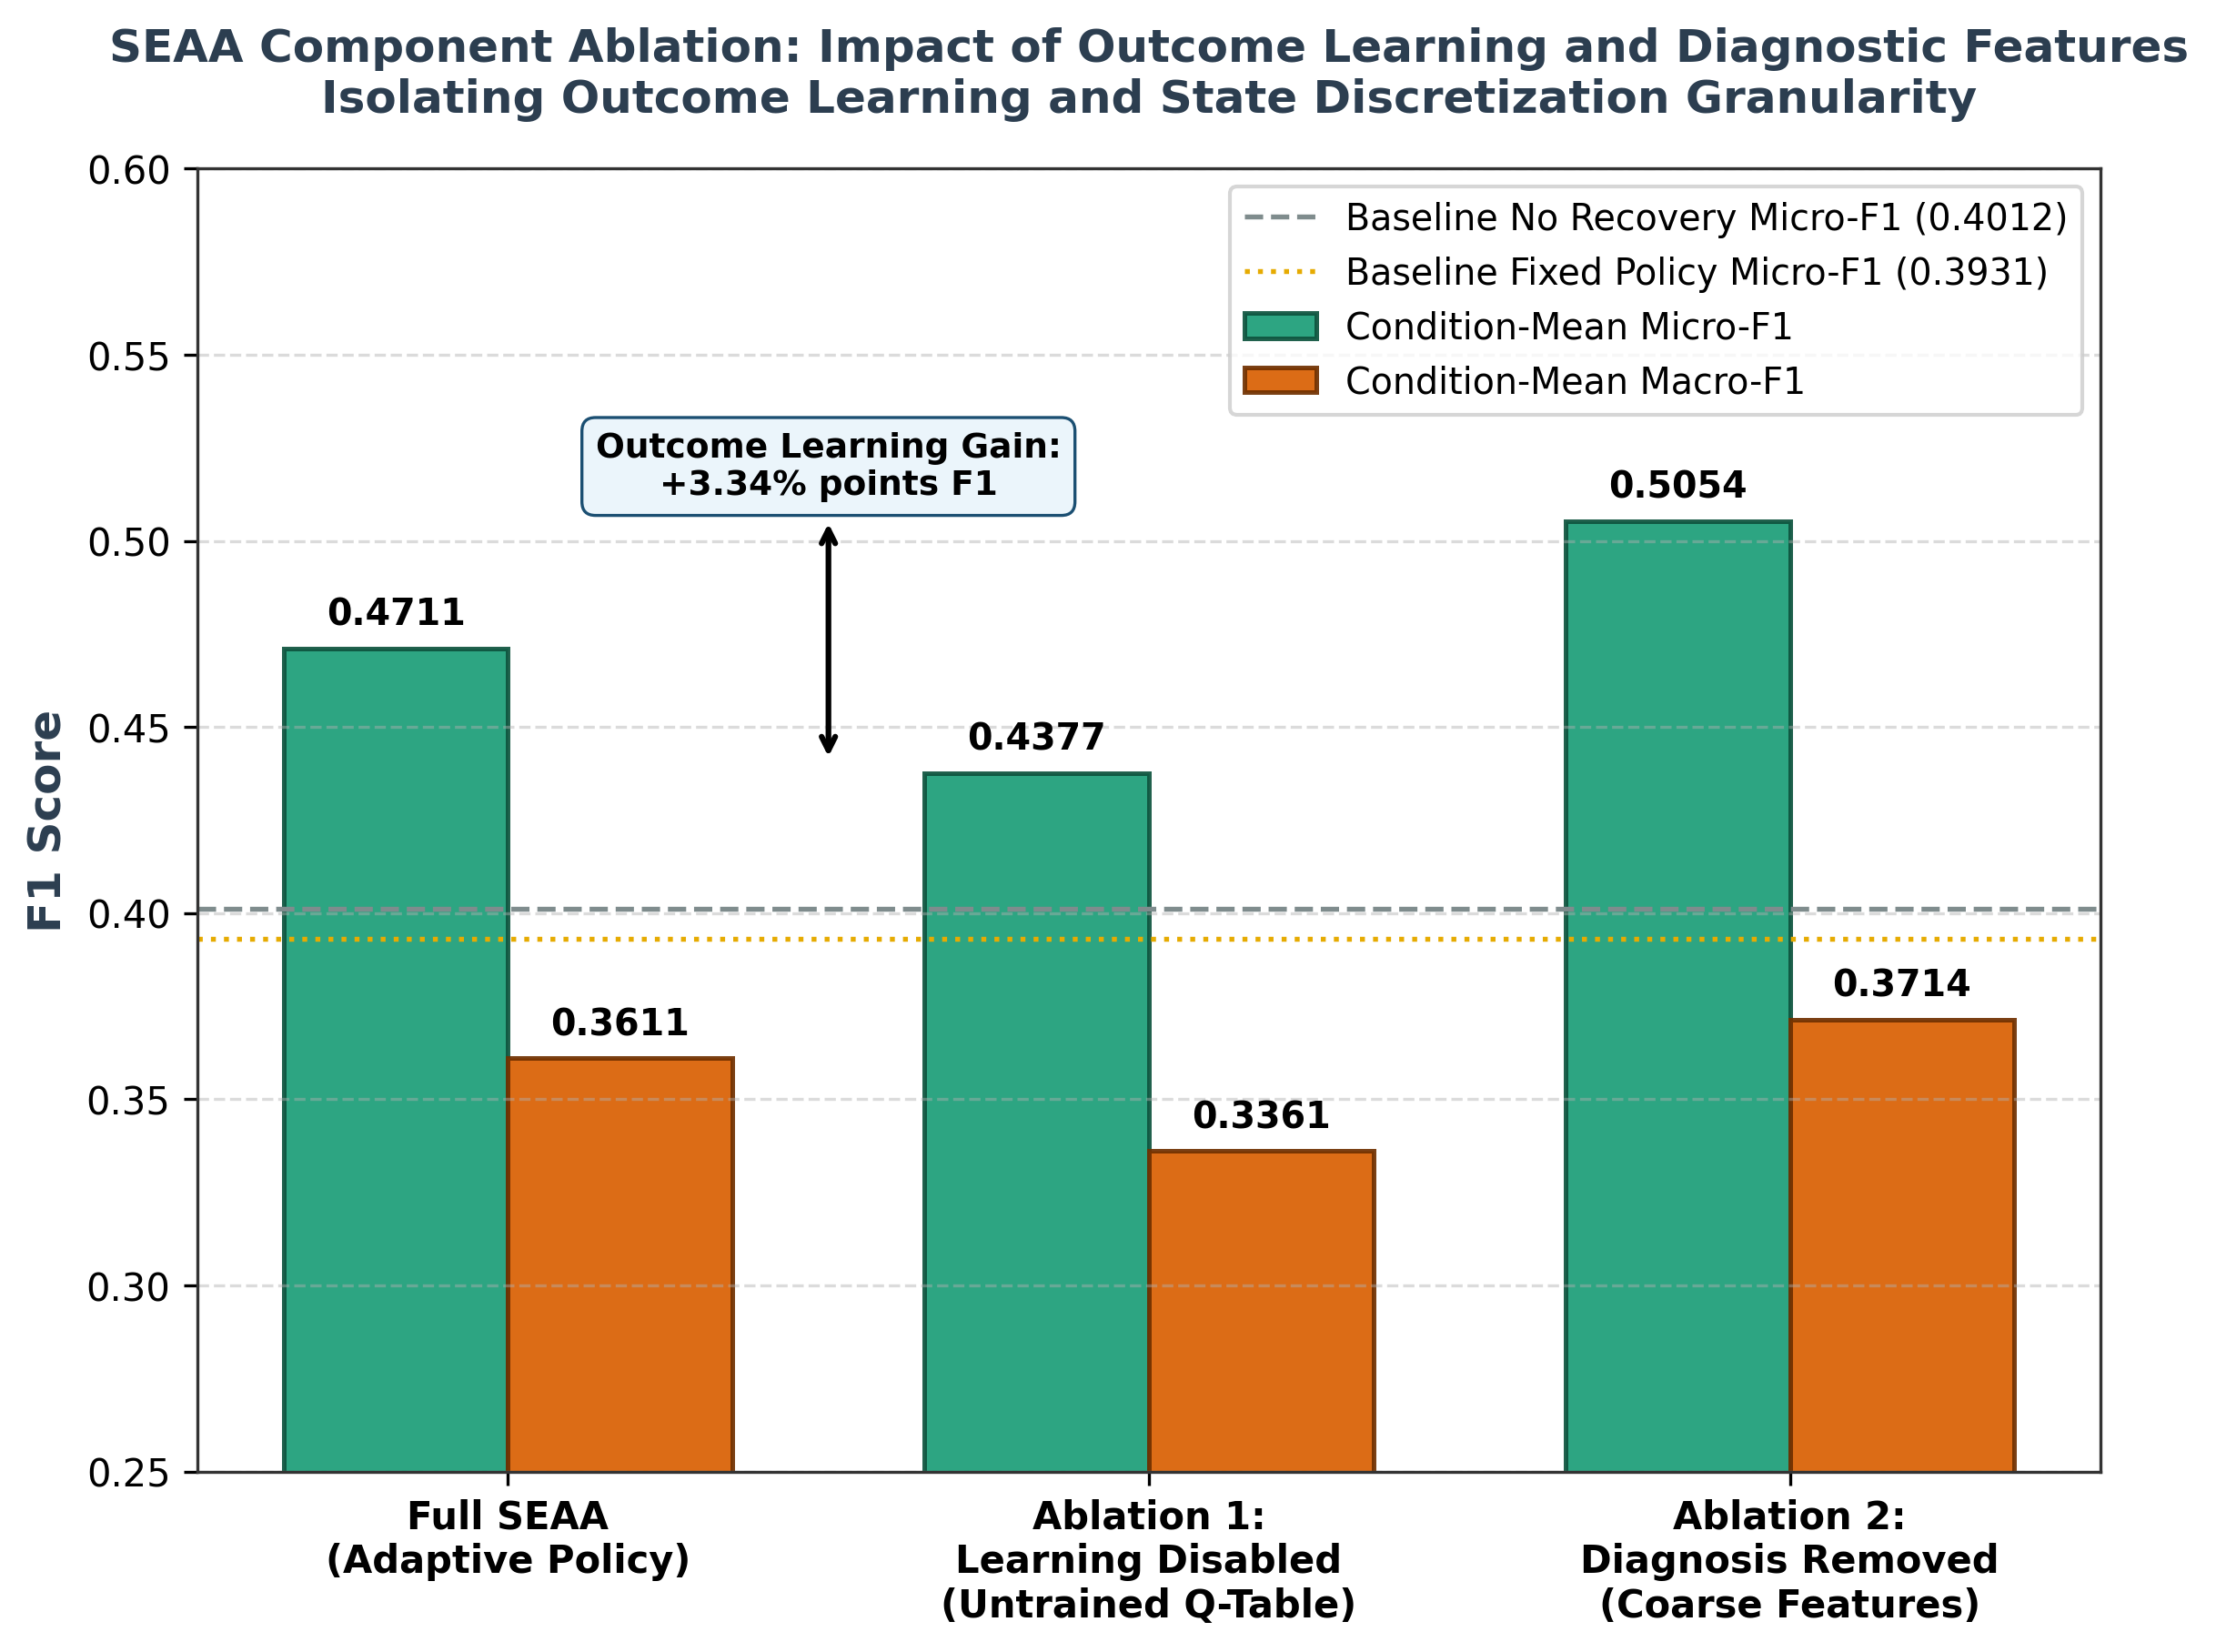 SEAA Component Ablation: Impact of Outcome Learning and Diagnostic Features
Isolating Outcome Learning and State Discretization Granularity
F1 Score
0.60
0.55
0.50
0.45
0.40
0.35
0.30
0.25
Baseline No Recovery Micro-F1 (0.4012)
Baseline Fixed Policy Micro-F1 (0.3931)
Condition-Mean Micro-F1
Condition-Mean Macro-F1
Outcome Learning Gain:
+3.34% points F1
0.4711
0.3611
0.4377
0.3361
0.5054
0.3714
Full SEAA
(Adaptive Policy)
Ablation 1:
Learning Disabled
(Untrained Q-Table)
Ablation 2:
Diagnosis Removed
(Coarse Features)